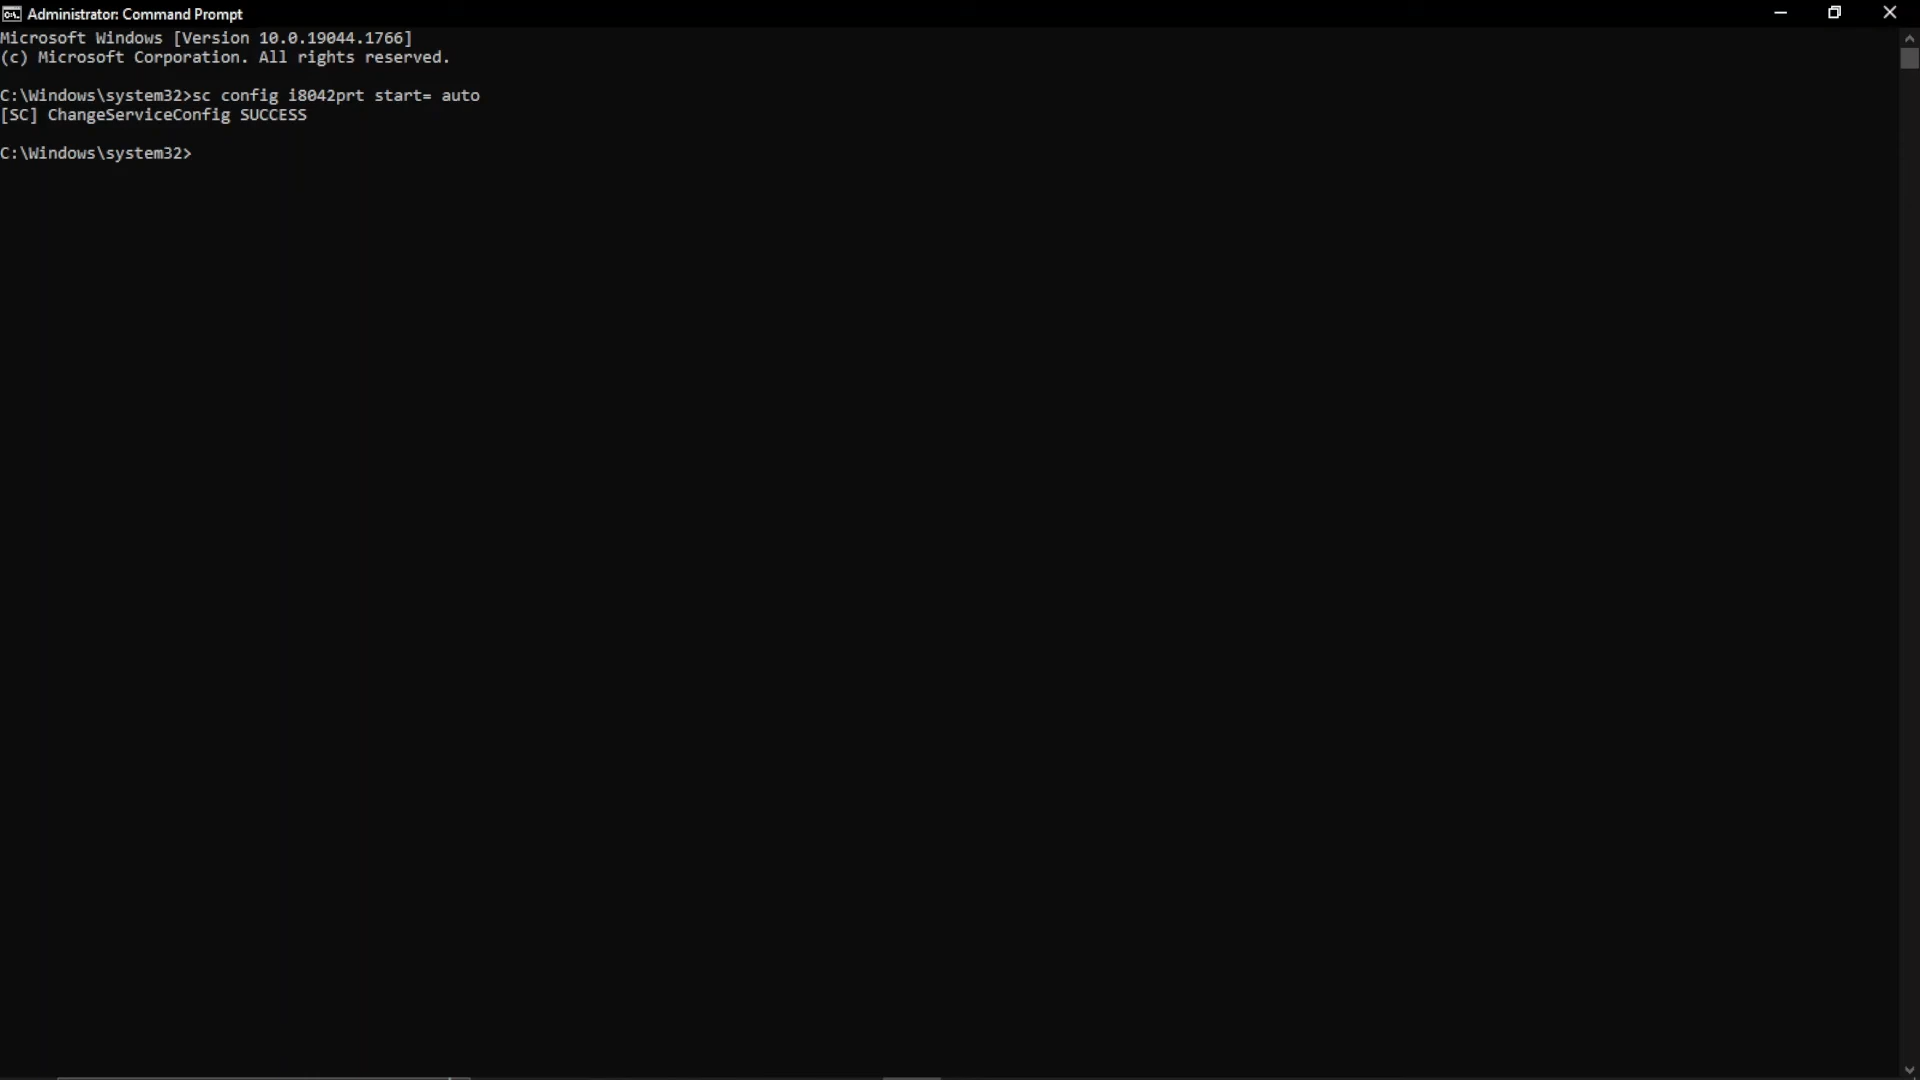 Administrator: Command Prompt
Microsoft Windows [Version 10.0.19044.1766]
(c) Microsoft Corporation. All rights reserved.
C:\Windows\system32>sc config i8042prt start= auto
[SC] ChangeServiceConfig SUCCESS
C:\Windows\system32>